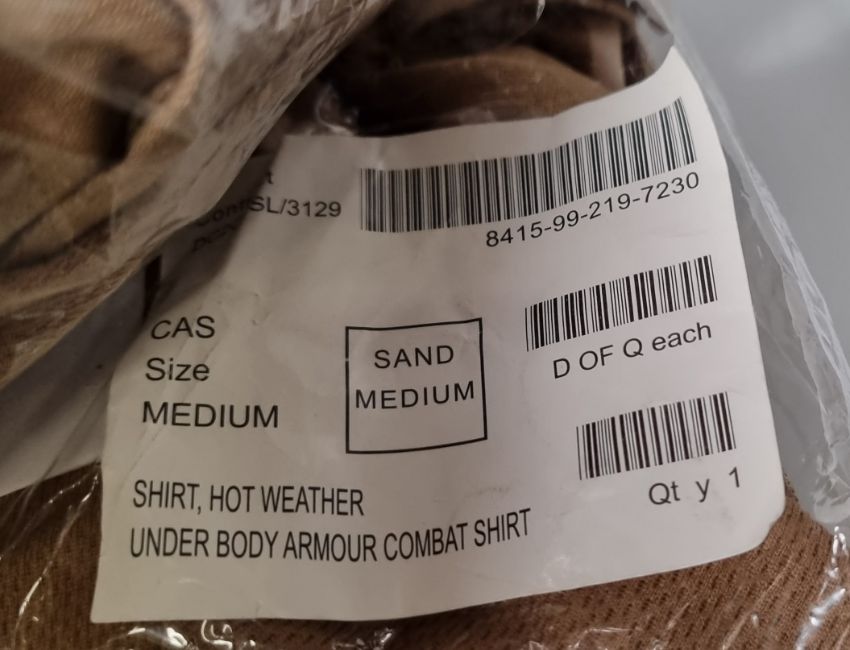 SL/3129
8415-99-219-7230
CAS
Size
MEDIUM
SAND
MEDIUM
D OF Q each
Qt y 1
SHIRT, HOT WEATHER
UNDER BODY ARMOUR COMBAT SHIRT